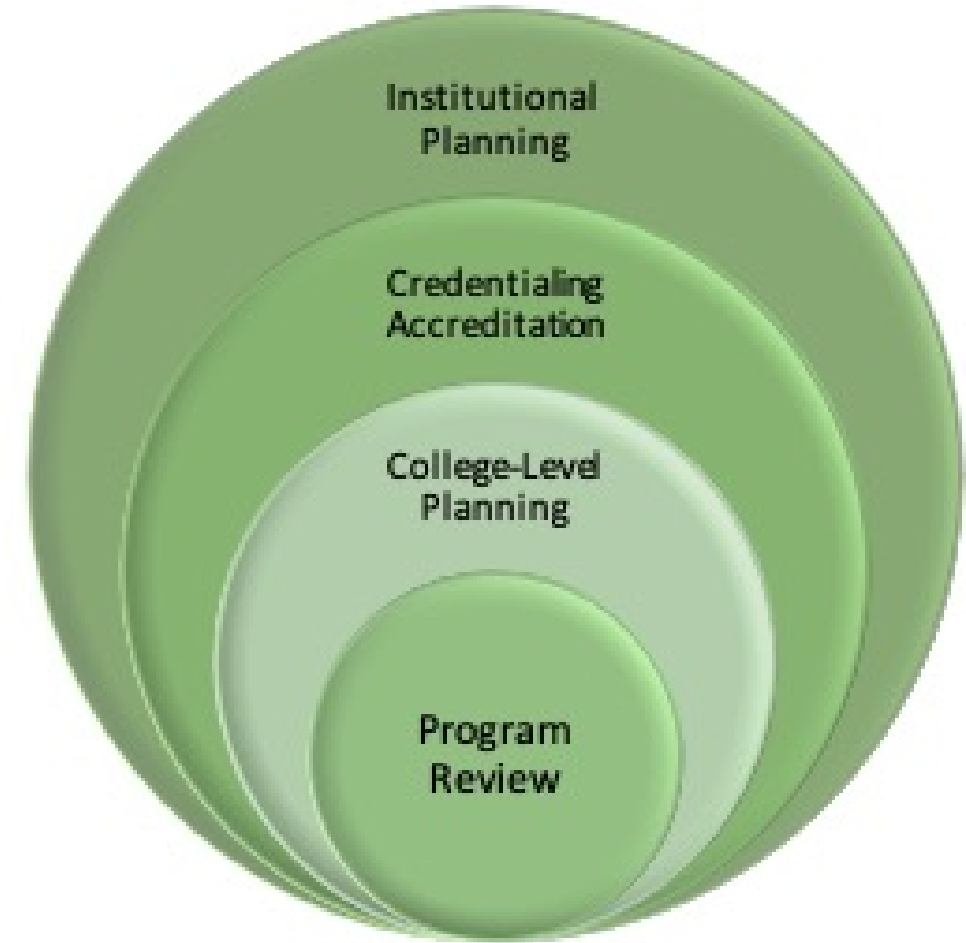 Institutional
Planning
Credentialing
Accreditation
College-Level
Planning
Program
Review